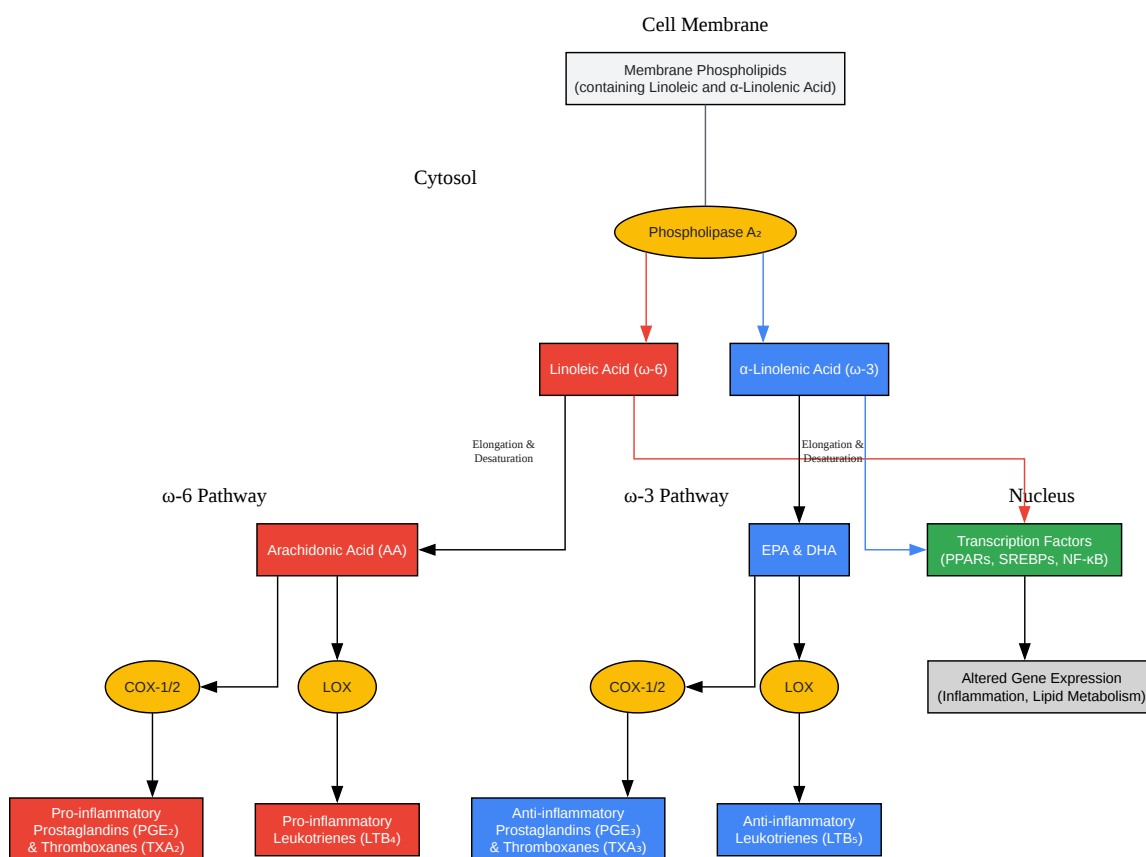 Cell Membrane
Membrane Phospholipids
(containing Linoleic and α-Linolenic Acid)
Cytosol
Phospholipase A₂
Linoleic Acid (ω-6)
α-Linolenic Acid (ω-3)
Elongation &
Desaturation
Elongation &
Desaturation
ω-6 Pathway
ω-3 Pathway
Nucleus
Arachidonic Acid (AA)
EPA & DHA
Transcription Factors
(PPARs, SREBPs, NF-κB)
COX-1/2
LOX
COX-1/2
LOX
Altered Gene Expression
(Inflammation, Lipid Metabolism)
Pro-inflammatory
Prostaglandins (PGE₂)
& Thromboxanes (TXA₂)
Pro-inflammatory
Leukotrienes (LTB₄)
Anti-inflammatory
Prostaglandins (PGE₃)
& Thromboxanes (TXA₃)
Anti-inflammatory
Leukotrienes (LTB₅)